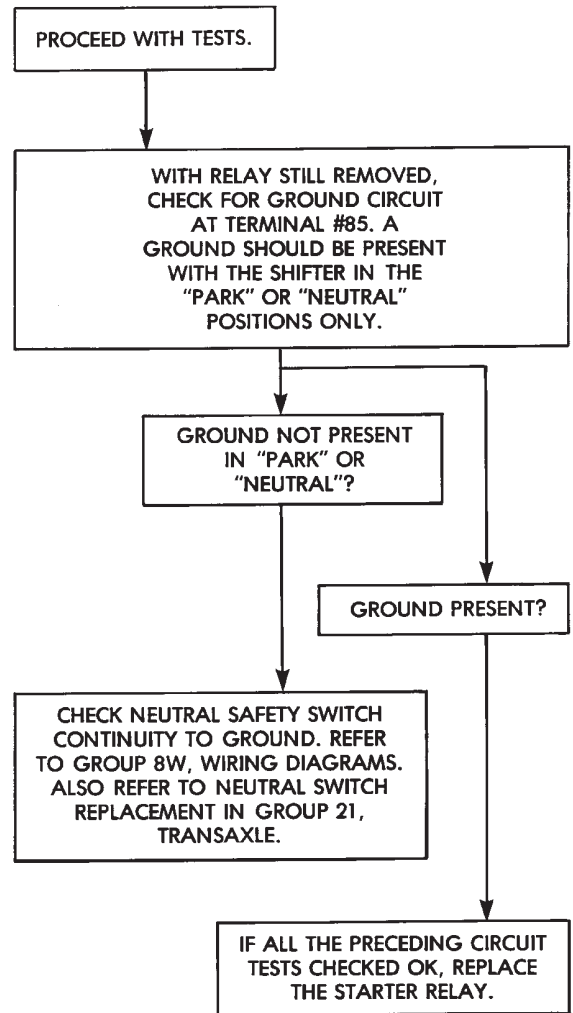 PROCEED WITH TESTS.
WITH RELAY STILL REMOVED,
CHECK FOR GROUND CIRCUIT
AT TERMINAL #85. A
GROUND SHOULD BE PRESENT
WITH THE SHIFTER IN THE
"PARK" OR "NEUTRAL"
POSITIONS ONLY.
GROUND NOT PRESENT
IN "PARK" OR
"NEUTRAL"?
GROUND PRESENT?
CHECK NEUTRAL SAFETY SWITCH
CONTINUITY TO GROUND. REFER
TO GROUP 8W, WIRING DIAGRAMS.
ALSO REFER TO NEUTRAL SWITCH
REPLACEMENT IN GROUP 21,
TRANSAXLE.
IF ALL THE PRECEDING CIRCUIT
TESTS CHECKED OK, REPLACE
THE STARTER RELAY.